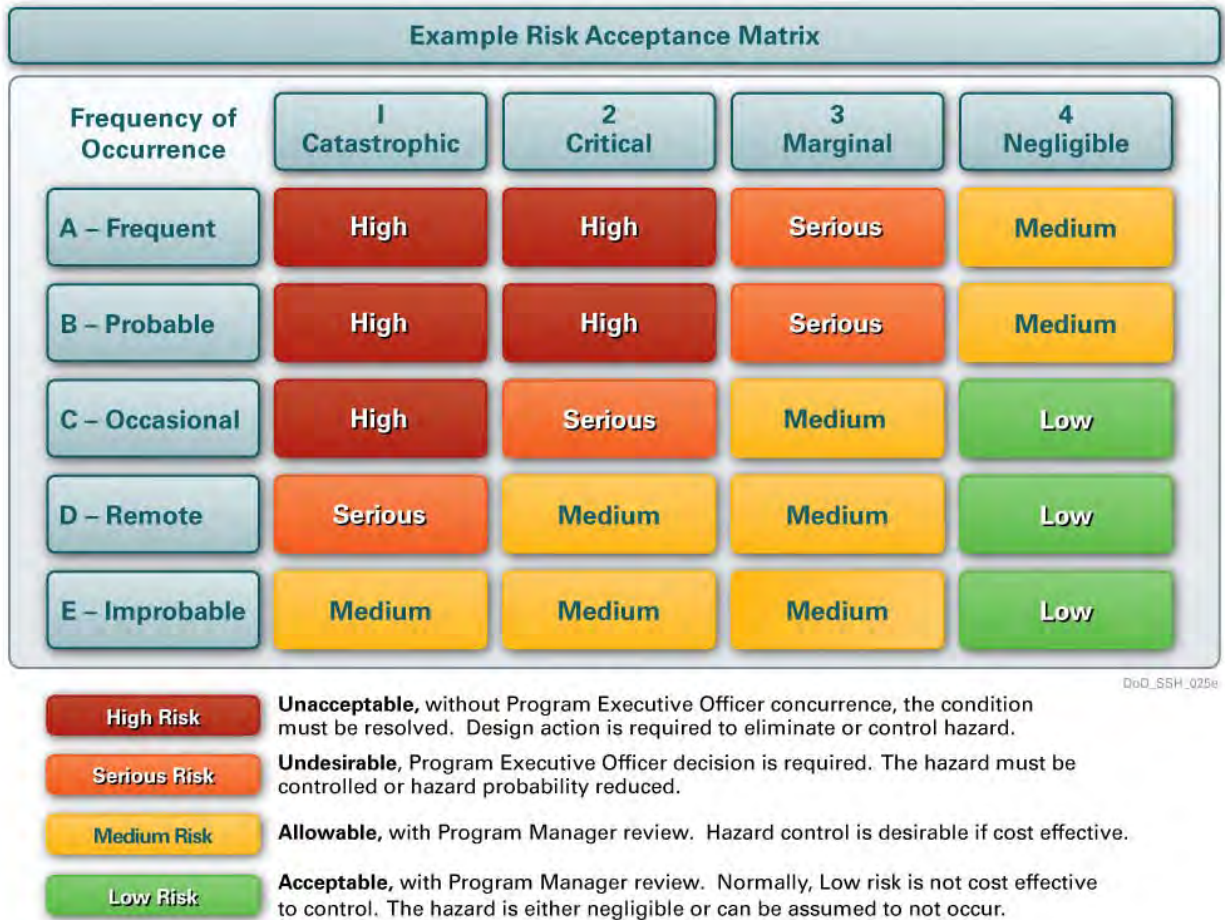 Example Risk Acceptance Matrix
Frequency of
Occurrence
1
Catastrophic
2
Critical
3
Marginal
4
Negligible
A – Frequent
High
High
Serious
Medium
B – Probable
High
High
Serious
Medium
C – Occasional
High
Serious
Medium
Low
D – Remote
Serious
Medium
Medium
Low
E – Improbable
Medium
Medium
Medium
Low
DoD_SSH_025e
High Risk
Unacceptable, without Program Executive Officer concurrence, the condition
must be resolved. Design action is required to eliminate or control hazard.
Serious Risk
Undesirable, Program Executive Officer decision is required. The hazard must be
controlled or hazard probability reduced.
Medium Risk
Allowable, with Program Manager review. Hazard control is desirable if cost effective.
Low Risk
Acceptable, with Program Manager review. Normally, Low risk is not cost effective
to control. The hazard is either negligible or can be assumed to not occur.